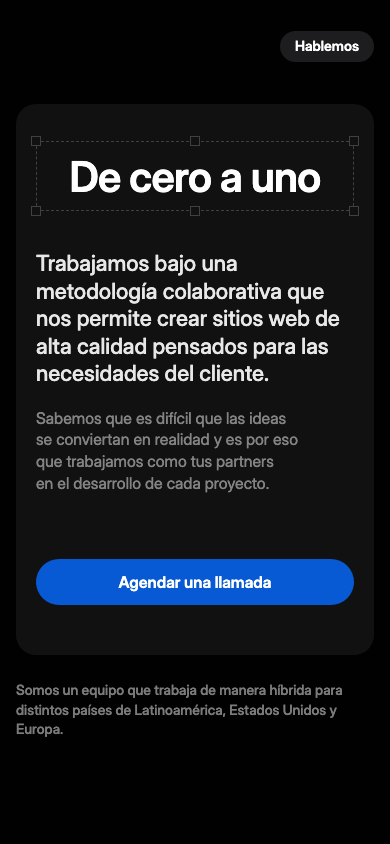 Hablemos
De cero a uno
Trabajamos bajo una
metodología colaborativa que
nos permite crear sitios web de
alta calidad pensados para las
necesidades del cliente.
Sabemos que es difícil que las ideas
se conviertan en realidad y es por eso
que trabajamos como tus partners
en el desarrollo de cada proyecto.
Agendar una llamada
Somos un equipo que trabaja de manera híbrida para
distintos países de Latinoamérica, Estados Unidos y
Europa.